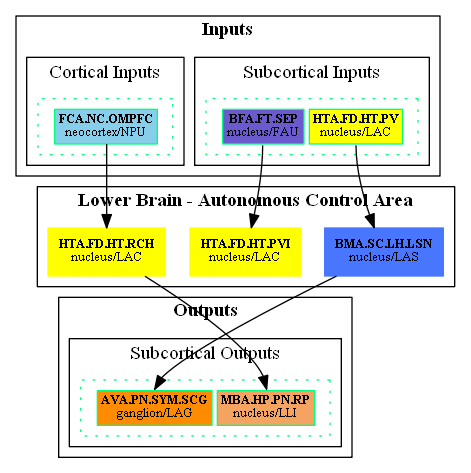 Inputs
Cortical Inputs
Subcortical Inputs
FCA.NC.OMPFC
neocortex/NPU
BFA.FT.SEP
nucleus/FAU
HTA.FD.HT.PV
nucleus/LAC
Lower Brain - Autonomous Control Area
HTA.FD.HT.RCH
nucleus/LAC
HTA.FD.HT.PVI
nucleus/LAC
BMA.SC.LH.LSN
nucleus/LAS
Outputs
Subcortical Outputs
AVA.PN.SYM.SCG
ganglion/LAG
MBA.HP.PN.RP
nucleus/LLI